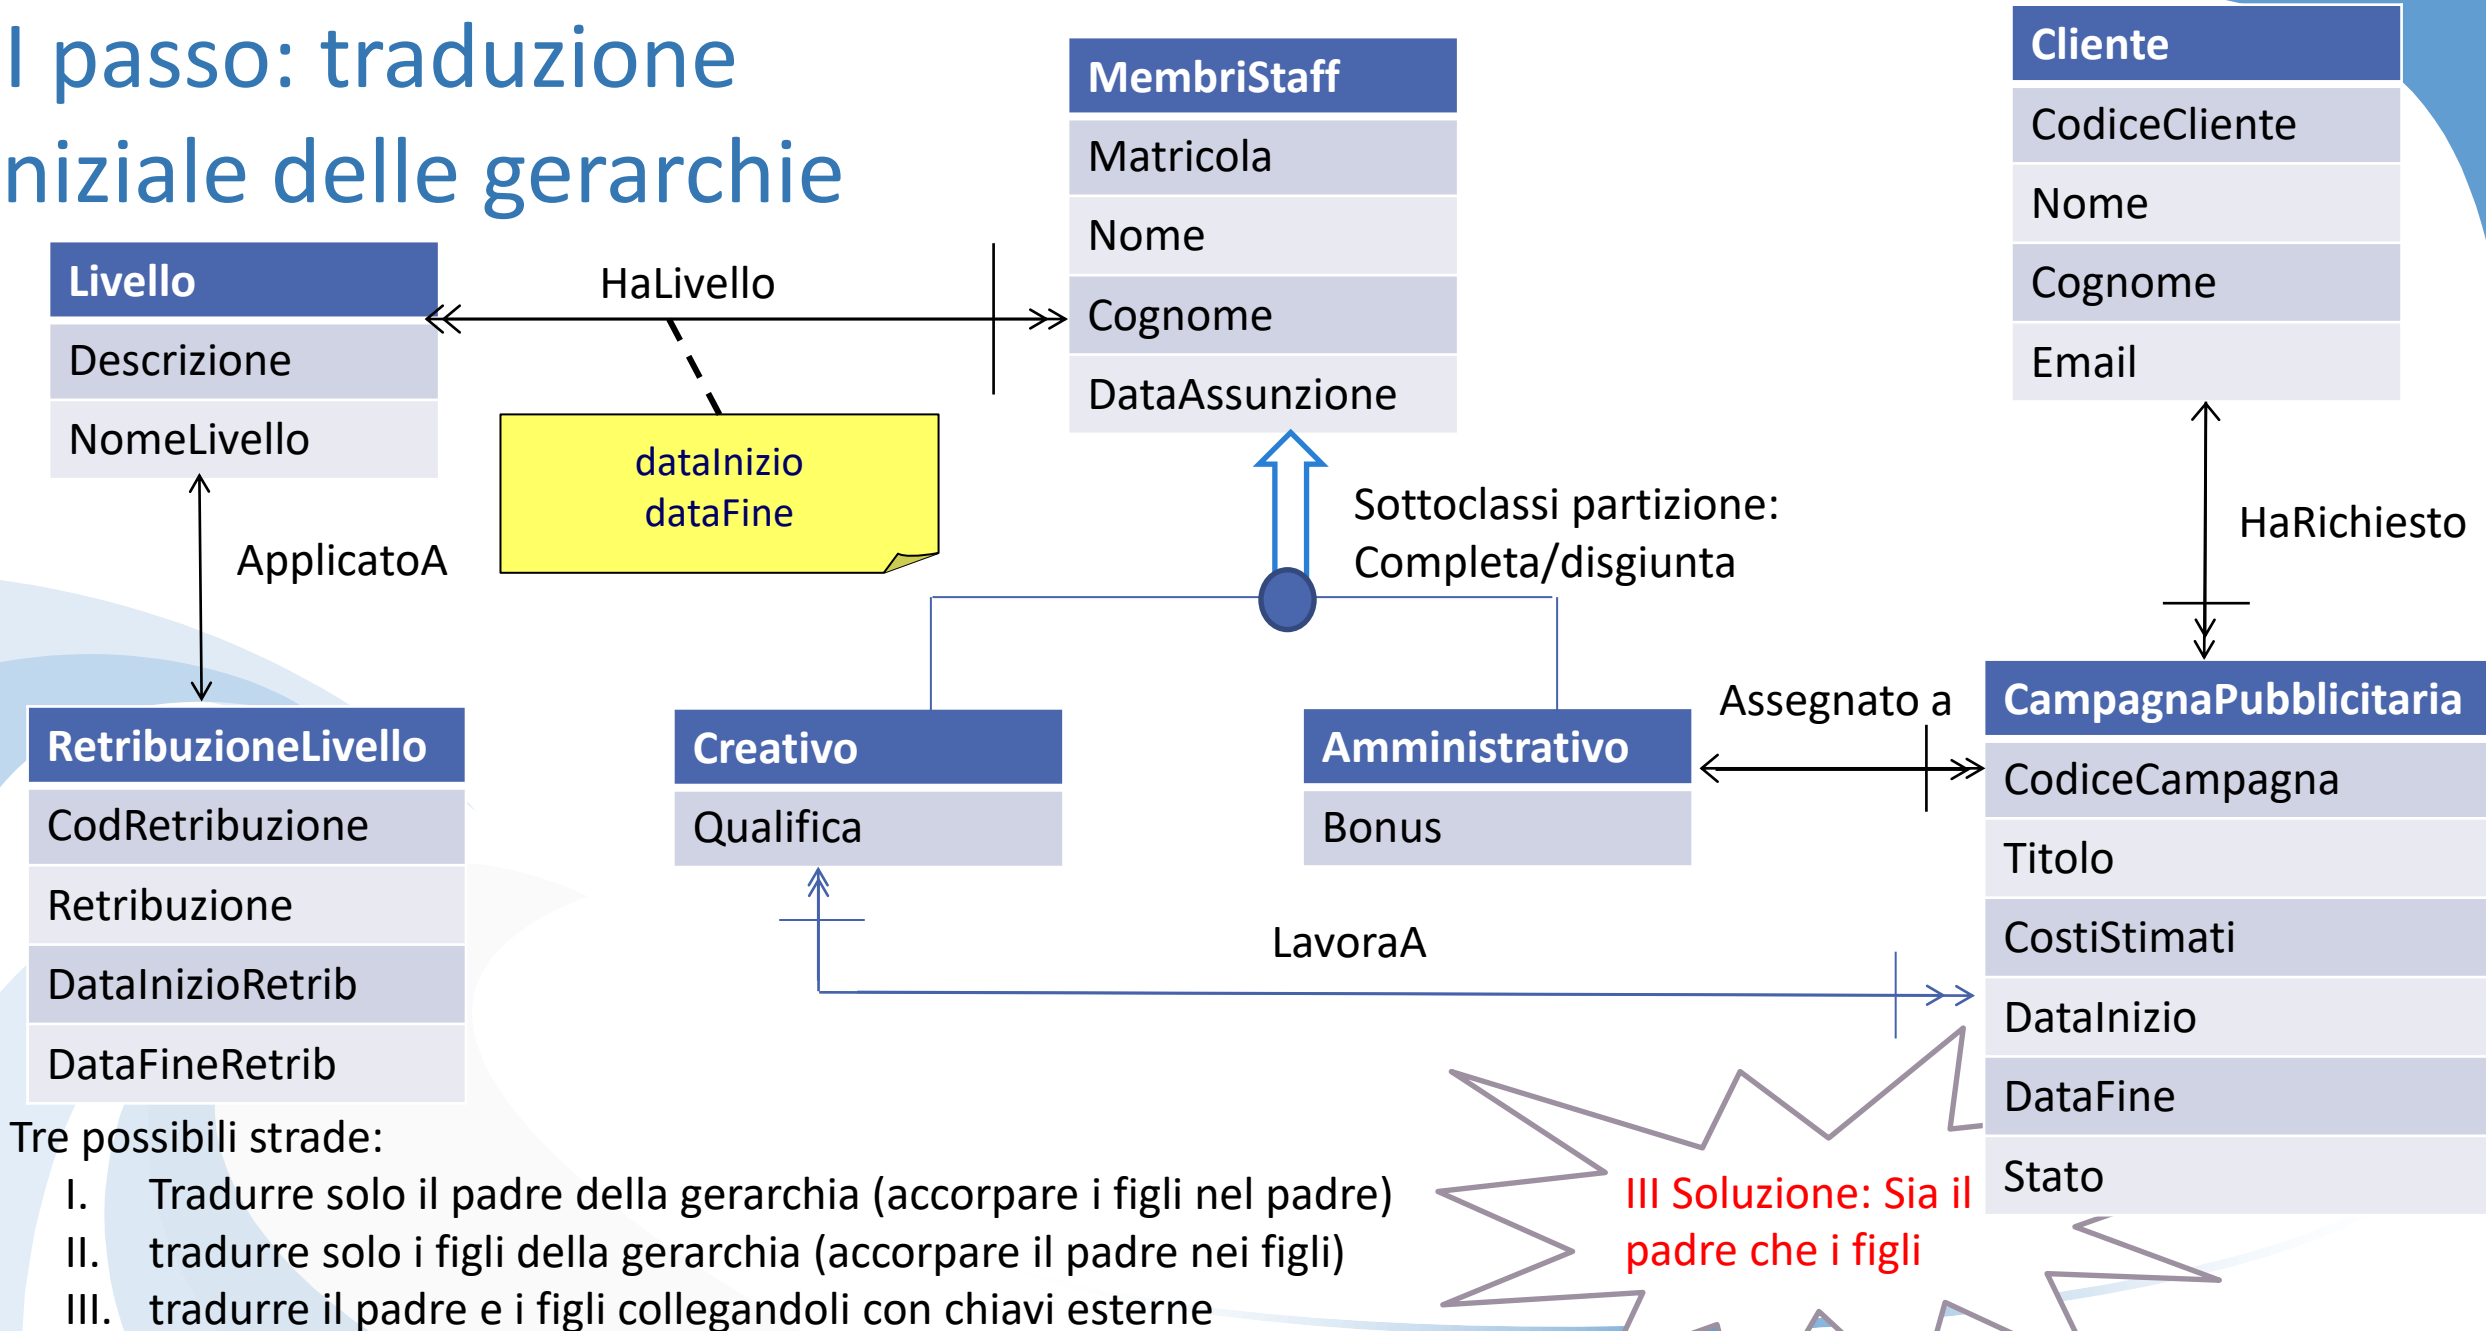 I passo: traduzione
niziale delle gerarchie
MembriStaff
Matricola
Nome
Cognome
DataAssunzione
Cliente
CodiceCliente
Nome
Cognome
Email
Livello
Descrizione
NomeLivello
HaLivello
dataInizio
dataFine
ApplicatoA
Sottoclassi partizione:
Completa/disgiunta
HaRichiesto
RetribuzioneLivello
CodRetribuzione
Retribuzione
DataInizioRetrib
DataFineRetrib
Creativo
Qualifica
Amministrativo
Bonus
Assegnato a
CampagnaPubblicitaria
CodiceCampagna
Titolo
CostiStimati
DataInizio
DataFine
Stato
LavoraA
Tre possibili strade:
I. Tradurre solo il padre della gerarchia (accorpare i figli nel padre)
II. tradurre solo i figli della gerarchia (accorpare il padre nei figli)
III. tradurre il padre e i figli collegandoli con chiavi esterne
III Soluzione: Sia il
padre che i figli